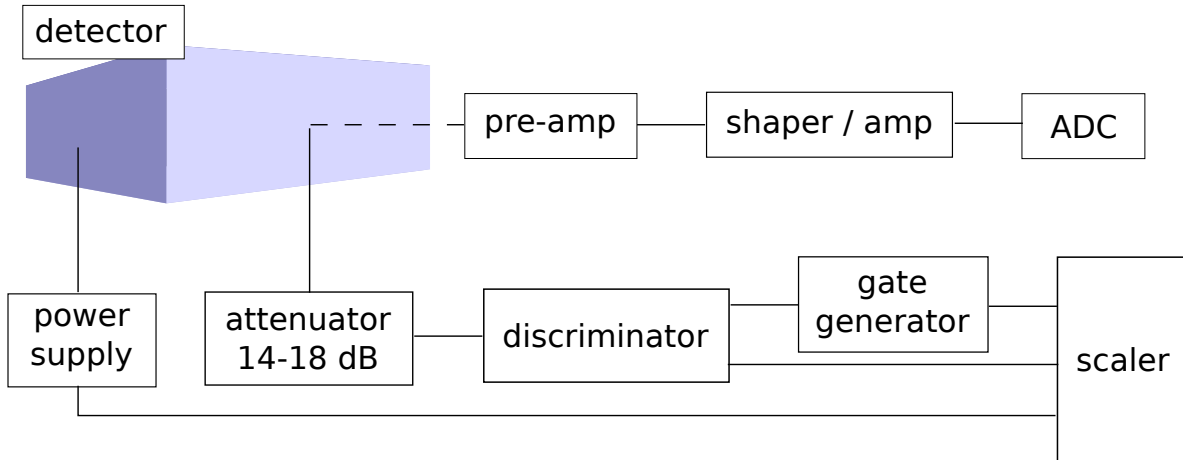 detector
pre-amp
shaper / amp
ADC
power
supply
attenuator
14-18 dB
discriminator
gate
generator
scaler